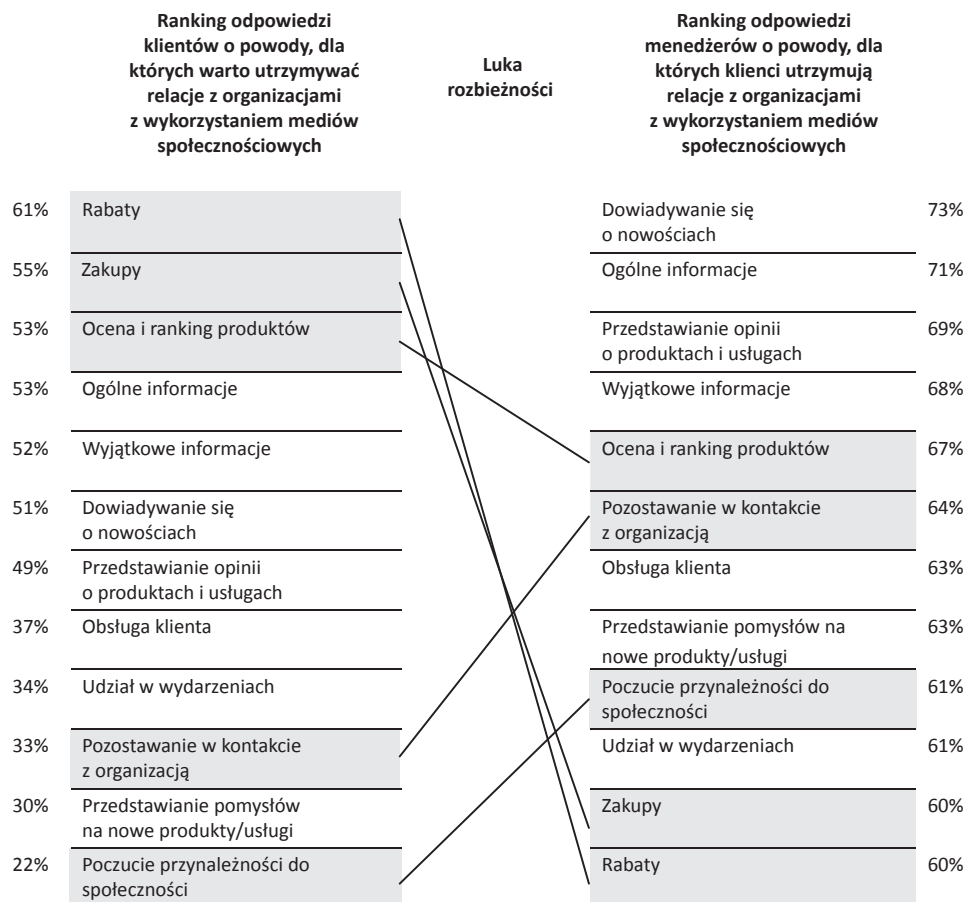 Ranking odpowiedzi
klientów o powody, dla
których warto utrzymywać
relacje z organizacjami
z wykorzystaniem mediów
społecznościowych
Luka
rozbieżności
Ranking odpowiedzi
menedżerów o powody, dla
których klienci utrzymują
relacje z organizacjami
z wykorzystaniem mediów
społecznościowych
61% Rabaty
Dowiadywanie się
o nowościach
73%
55% Zakupy
Ogólne informacje 71%
53% Ocena i ranking produktów
Przedstawianie opinii
o produktach i usługach
69%
53% Ogólne informacje
Wyjątkowe informacje 68%
52% Wyjątkowe informacje
Ocena i ranking produktów 67%
51% Dowiadywanie się
o nowościach
Pozostawanie w kontakcie
z organizacją
64%
49% Przedstawianie opinii
o produktach i usługach
Obsługa klienta 63%
37% Obsługa klienta
Przedstawianie pomysłów na
nowe produkty/usługi
63%
34% Udział w wydarzeniach
Poczucie przynależności do
społeczności
61%
33% Pozostawanie w kontakcie
z organizacją
Udział w wydarzeniach 61%
30% Przedstawianie pomysłów
na nowe produkty/usługi
Zakupy 60%
22% Poczucie przynależności do
społeczności
Rabaty 60%